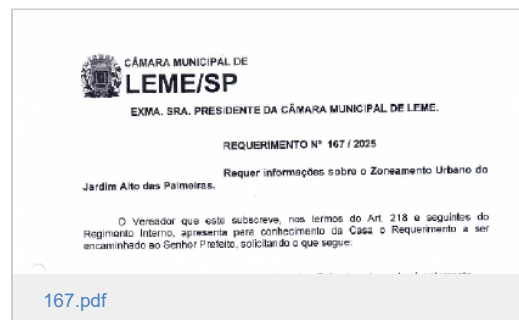 CÂMARA MUNICIPAL DE
LEME/SP
EXMA. SRA. PRESIDENTE DA CÂMARA MUNICIPAL DE LEME.
REQUERIMENTO N° 167 / 2025
Requer informações sobre o Zoneamento Urbano do
Jardim Alto das Palmeiras.
O Vereador que este subscreve, nos termos do Art. 218 e seguintes do
Regimento Interno, apresenta para conhecimento da Casa o Requerimento a ser
encaminhado ao Senhor Prefeito, solicitando o que segue:
167.pdf